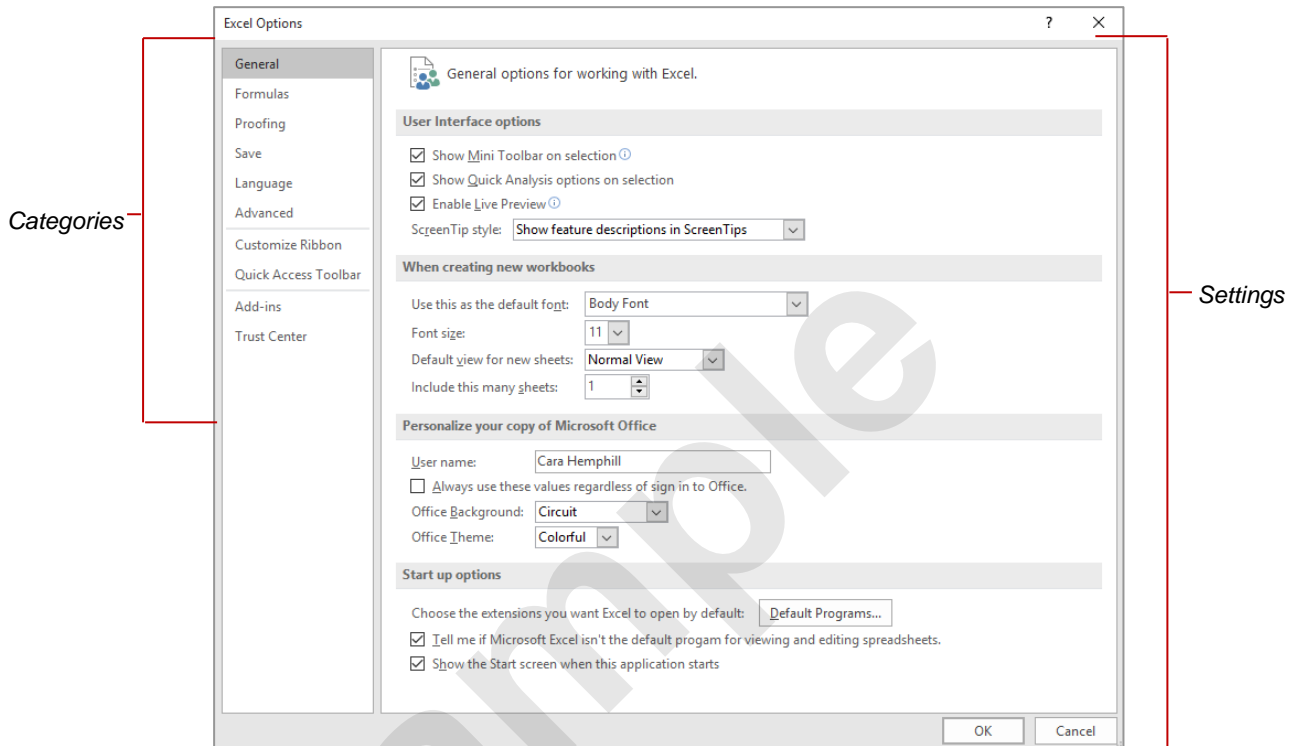 Excel Options ?
General
Formulas
Proofing
Save
Language
Advanced
Customize Ribbon
Quick Access Toolbar
Add-ins
Trust Center
Categories
General options for working with Excel.
User Interface options
Show Mini Toolbar on selection
Show Quick Analysis options on selection
Enable Live Preview
ScreenTip style: Show feature descriptions in ScreenTips
When creating new workbooks
Use this as the default font: Body Font
Font size: 11
Default view for new sheets: Normal View
Include this many sheets: 1
Personalize your copy of Microsoft Office
User name: Cara Hemphill
Always use these values regardless of sign in to Office.
Office Background: Circuit
Office Theme: Colorful
Start up options
Choose the extensions you want Excel to open by default: Default Programs...
Tell me if Microsoft Excel isn't the default progam for viewing and editing spreadsheets.
Show the Start screen when this application starts
OK Cancel
Settings
ample